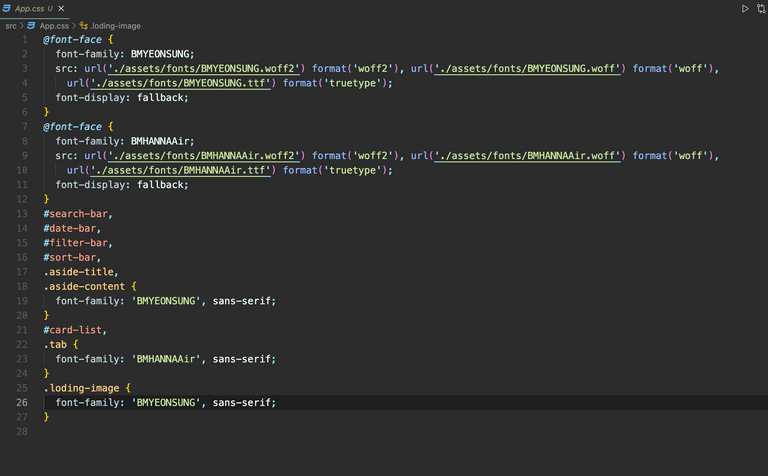 App.css U ×
src > App.css > .loding-image
1 @font-face {
2 font-family: BMYEONSUNG;
3 src: url('./assets/fonts/BMYEONSUNG.woff2') format('woff2'), url('./assets/fonts/BMYEONSUNG.woff') format('woff'),
4 url('./assets/fonts/BMYEONSUNG.ttf') format('truetype');
5 font-display: fallback;
6 }
7 @font-face {
8 font-family: BMHANNAAir;
9 src: url('./assets/fonts/BMHANNAAir.woff2') format('woff2'), url('./assets/fonts/BMHANNAAir.woff') format('woff'),
10 url('./assets/fonts/BMHANNAAir.ttf') format('truetype');
11 font-display: fallback;
12 }
13 #search-bar,
14 #date-bar,
15 #filter-bar,
16 #sort-bar,
17 .aside-title,
18 .aside-content {
19 font-family: 'BMYEONSUNG', sans-serif;
20 }
21 #card-list,
22 .tab {
23 font-family: 'BMHANNAAir', sans-serif;
24 }
25 .loding-image {
26 font-family: 'BMYEONSUNG', sans-serif;
27 }
28